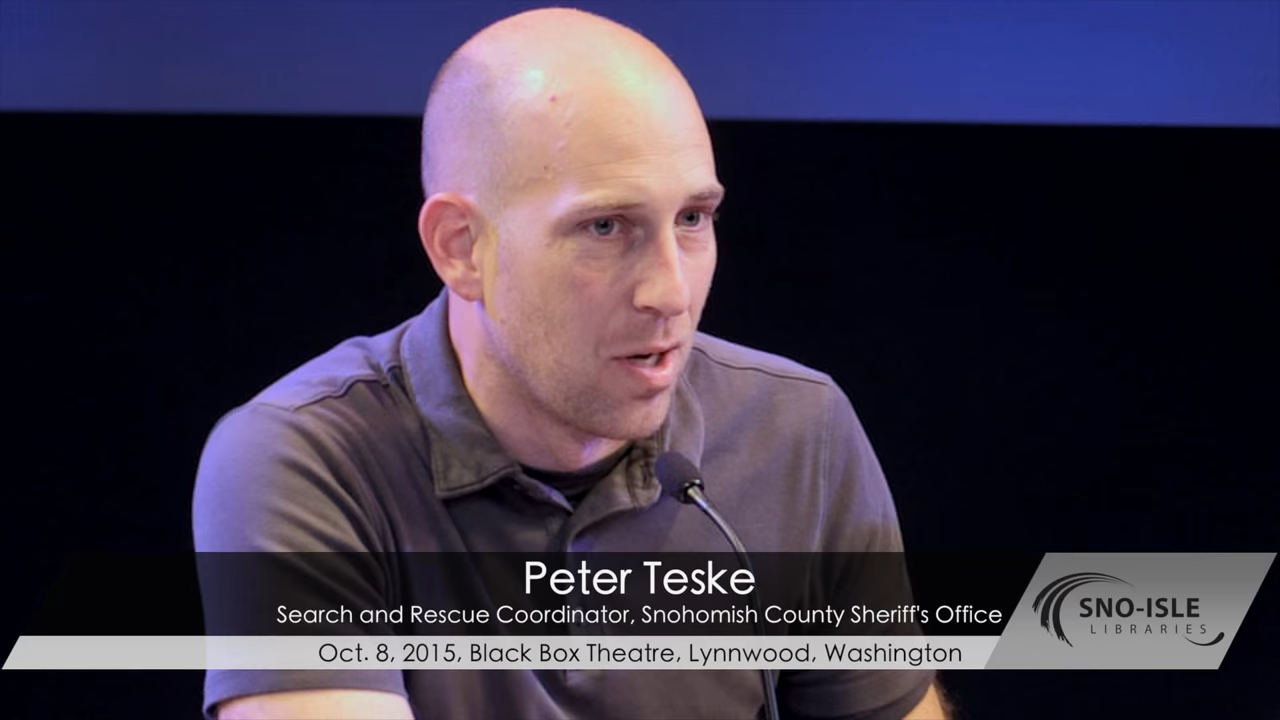 Peter Teske
Search and Rescue Coordinator, Snohomish County Sheriff's Office
Oct. 8, 2015, Black Box Theatre, Lynnwood, Washington
SNO-ISLE
LIBRARIES